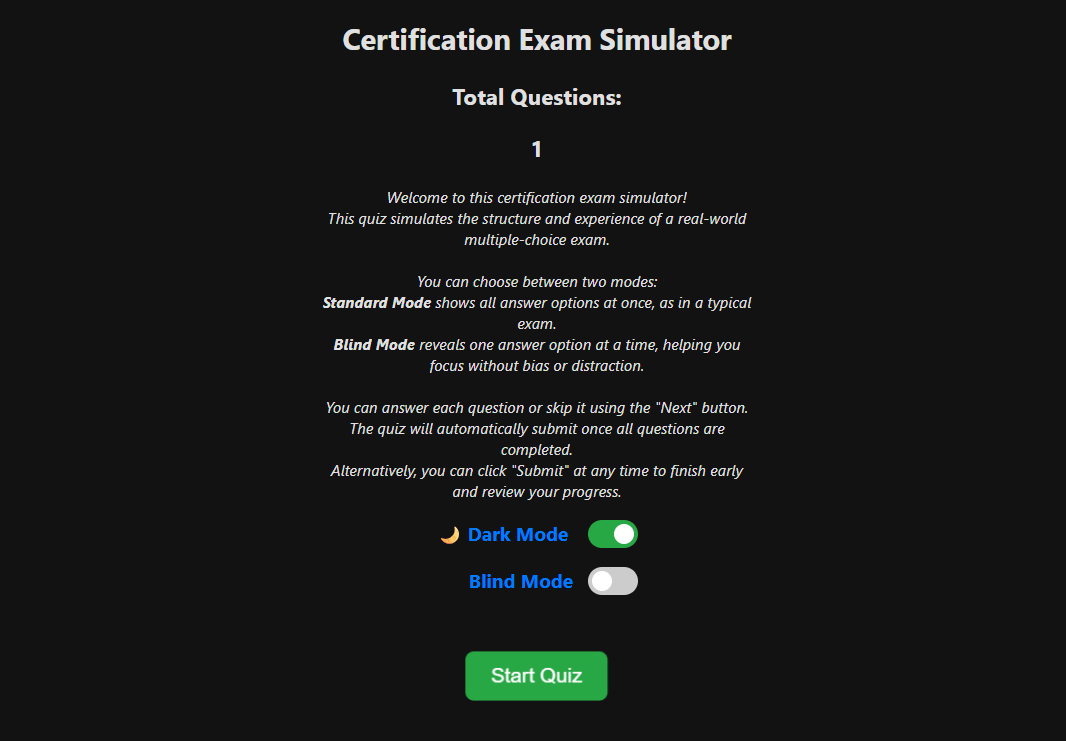 Certification Exam Simulator
Total Questions:
1
Welcome to this certification exam simulator!
This quiz simulates the structure and experience of a real-world
multiple-choice exam.
You can choose between two modes:
Standard Mode shows all answer options at once, as in a typical
exam.
Blind Mode reveals one answer option at a time, helping you
focus without bias or distraction.
You can answer each question or skip it using the "Next" button.
The quiz will automatically submit once all questions are
completed.
Alternatively, you can click "Submit" at any time to finish early
and review your progress.
🌙 Dark Mode
Blind Mode
Start Quiz